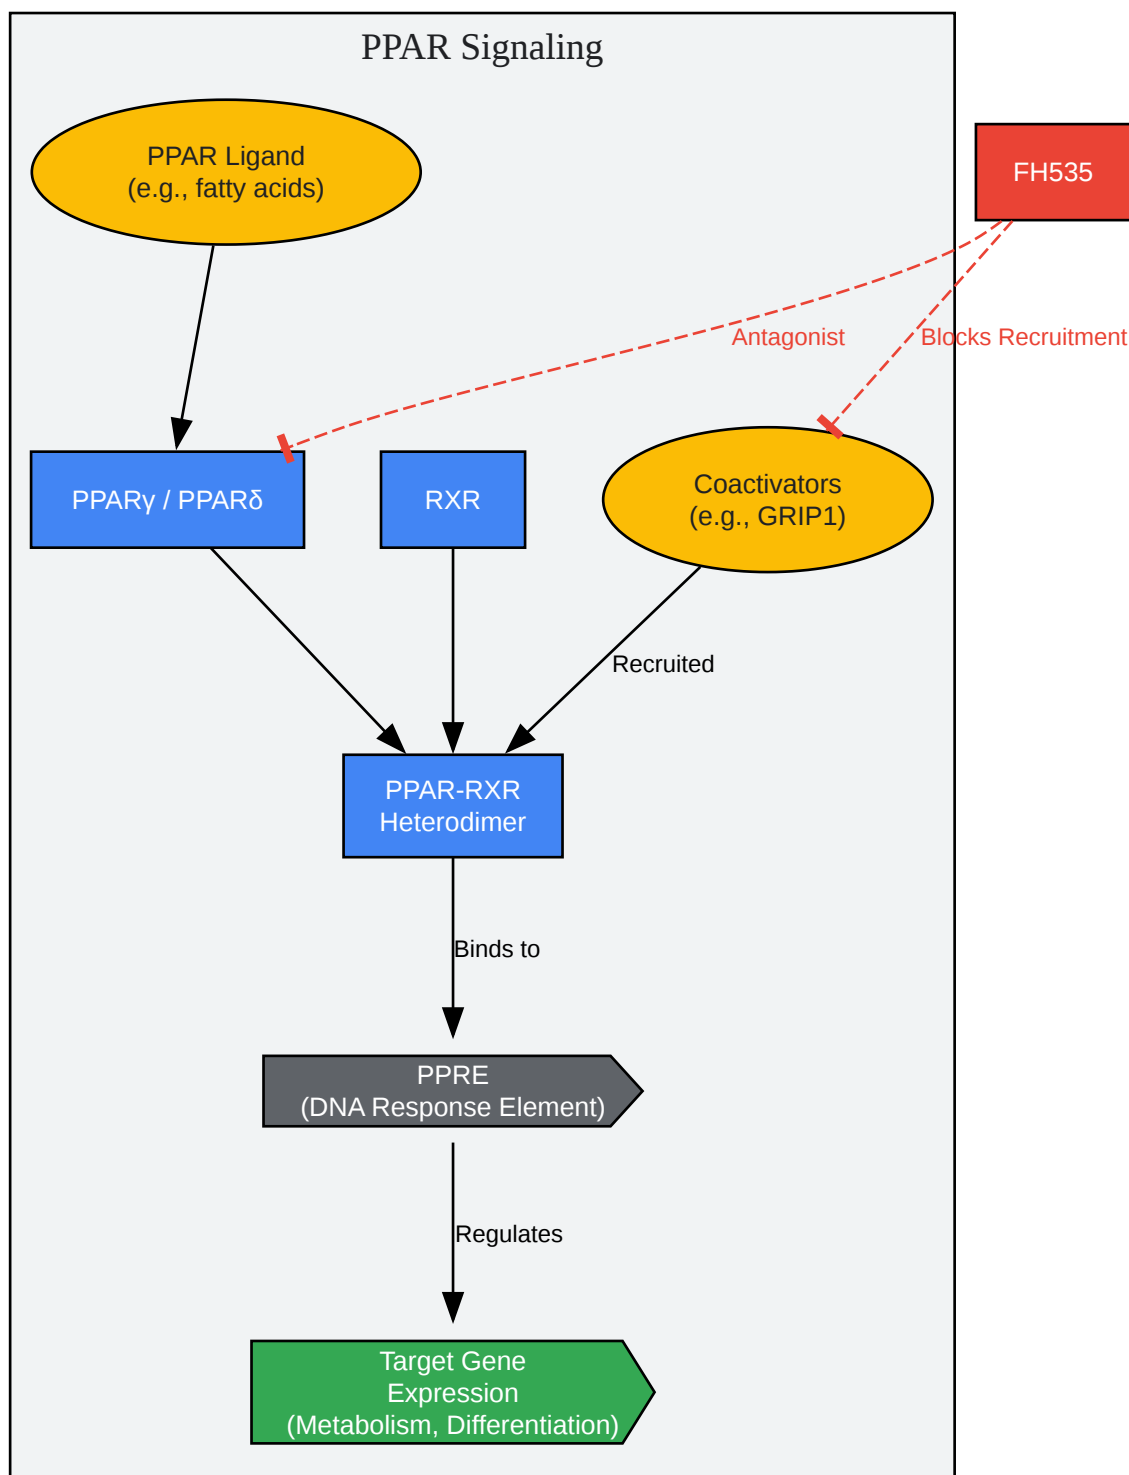 PPAR Signaling
PPAR Ligand
(e.g., fatty acids)
FH535
Antagonist
Blocks Recruitment
PPARγ / PPARδ
RXR
Coactivators
(e.g., GRIP1)
Recruited
PPAR-RXR
Heterodimer
Binds to
PPRE
(DNA Response Element)
Regulates
Target Gene
Expression
(Metabolism, Differentiation)